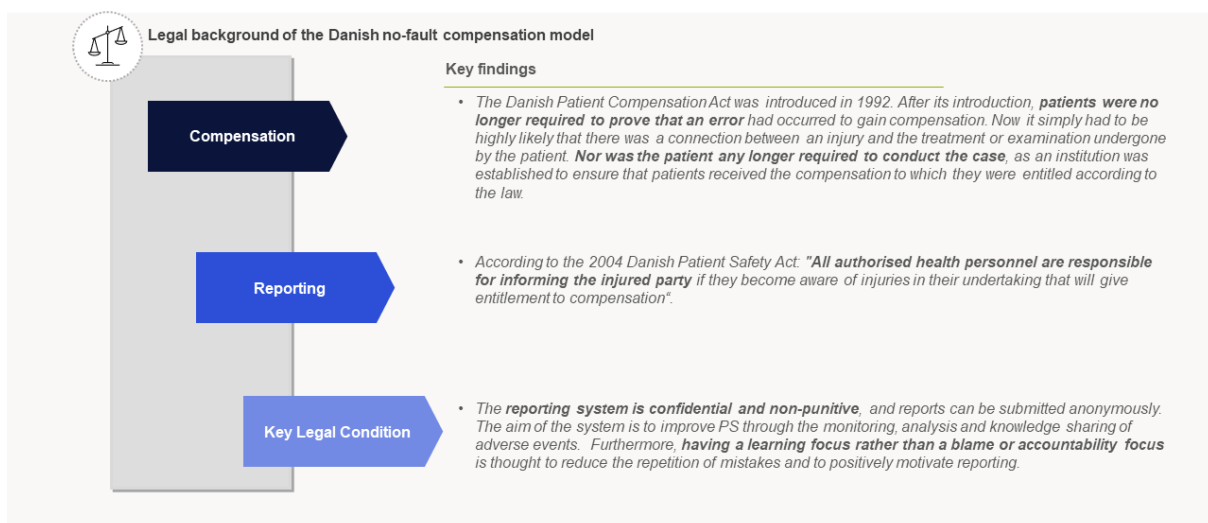 Legal background of the Danish no-fault compensation model
Key findings
Compensation
• The Danish Patient Compensation Act was introduced in 1992. After its introduction, patients were no
longer required to prove that an error had occurred to gain compensation. Now it simply had to be
highly likely that there was a connection between an injury and the treatment or examination undergone
by the patient. Nor was the patient any longer required to conduct the case, as an institution was
established to ensure that patients received the compensation to which they were entitled according to
the law.
Reporting
• According to the 2004 Danish Patient Safety Act: "All authorised health personnel are responsible
for informing the injured party if they become aware of injuries in their undertaking that will give
entitlement to compensation“.
Key Legal Condition
• The reporting system is confidential and non-punitive, and reports can be submitted anonymously.
The aim of the system is to improve PS through the monitoring, analysis and knowledge sharing of
adverse events. Furthermore, having a learning focus rather than a blame or accountability focus
is thought to reduce the repetition of mistakes and to positively motivate reporting.